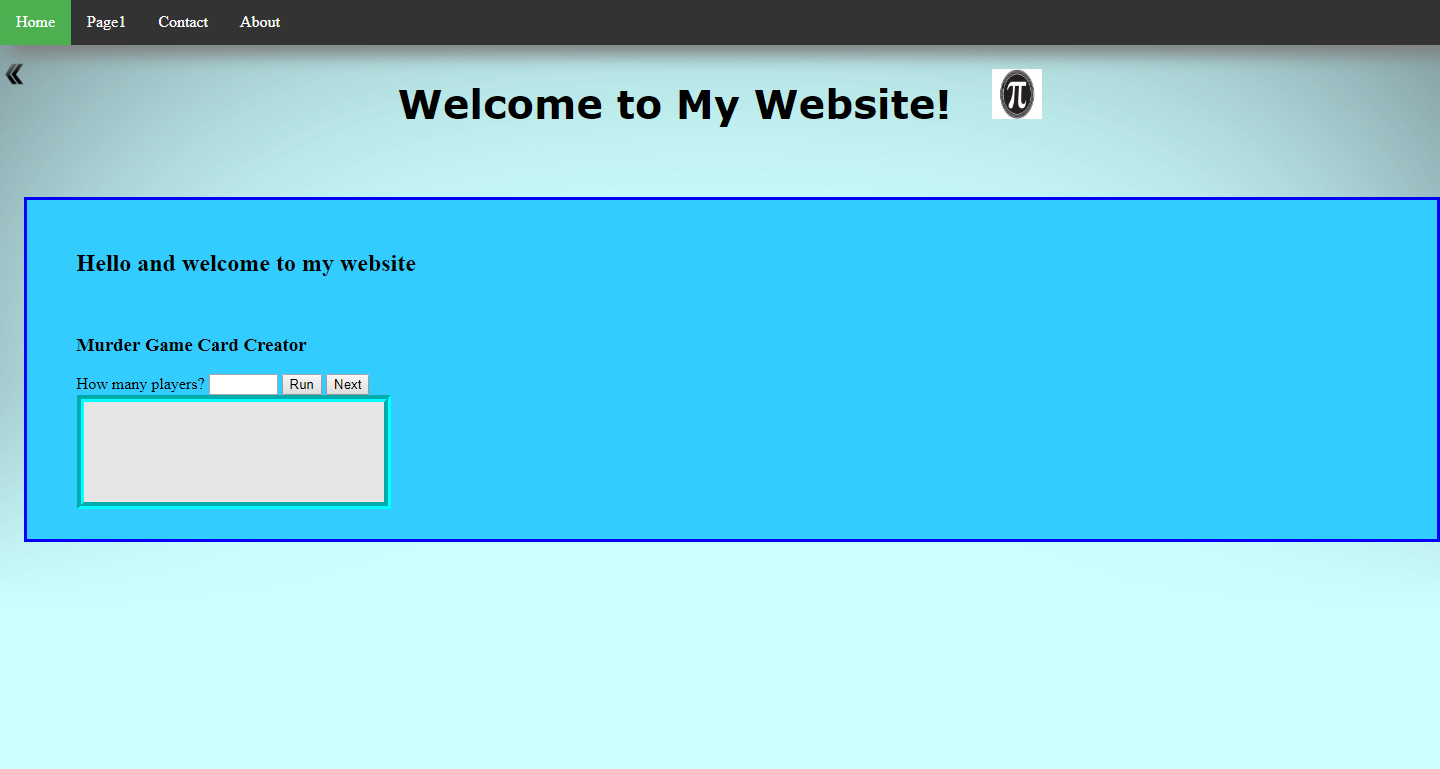 Home Page1 Contact About
Welcome to My Website! π
Hello and welcome to my website
Murder Game Card Creator
How many players? Run Next